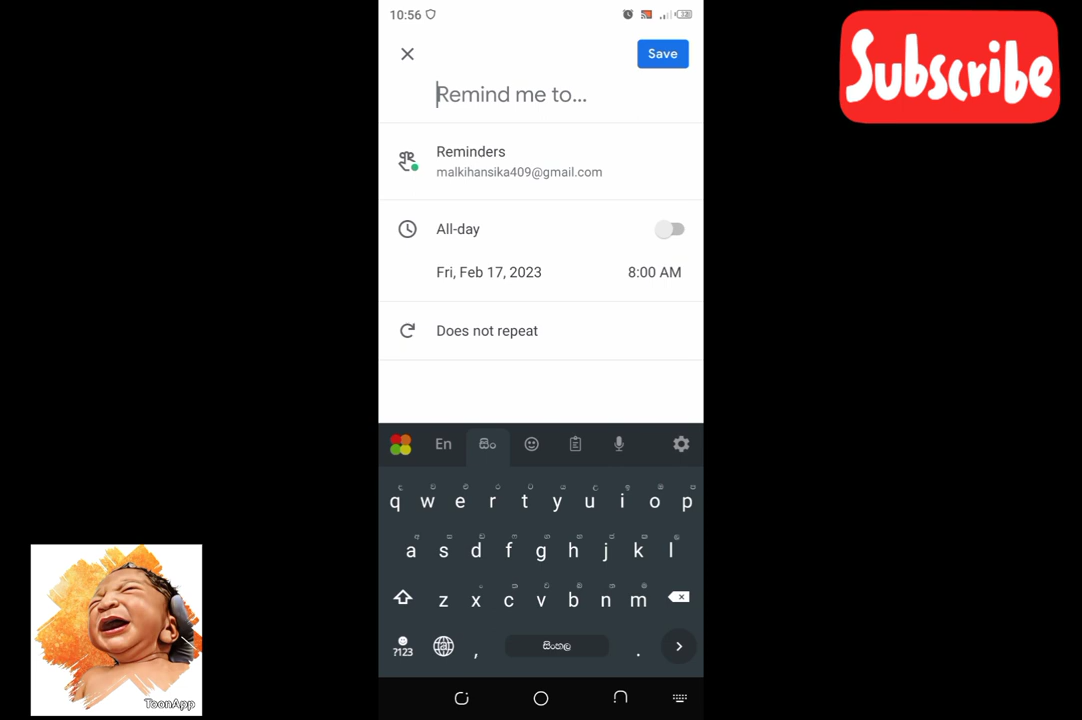 10:56
Subscribe
Save
Remind me to...
Reminders
malkihansika409@gmail.com
All-day
Fri, Feb 17, 2023 8:00 AM
Does not repeat
En සිං
q w e r t y u i o p
a s d f g h j k l
z x c v b n m
?123 , සිංහල .
ToonApp